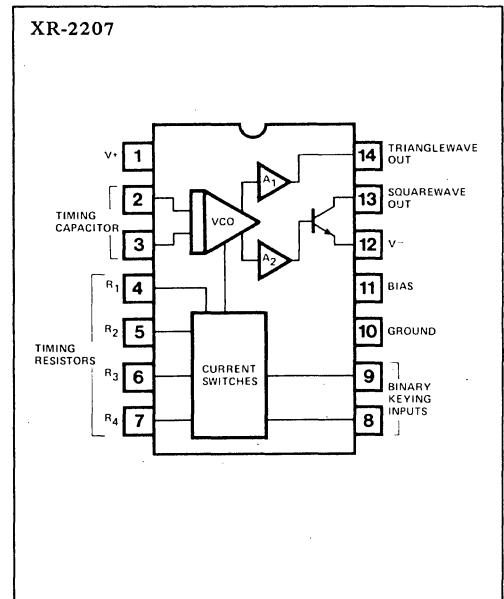 XR-2207
V+ 1
2
TIMING
CAPACITOR
3
R1 4
R2 5
TIMING
RESISTORS
R3 6
R4 7
VCO
A1
A2
CURRENT
SWITCHES
14 TRIANGLEWAVE
OUT
13 SQUAREWAVE
OUT
12 V-
11 BIAS
10 GROUND
9
BINARY
KEYING
INPUTS
8